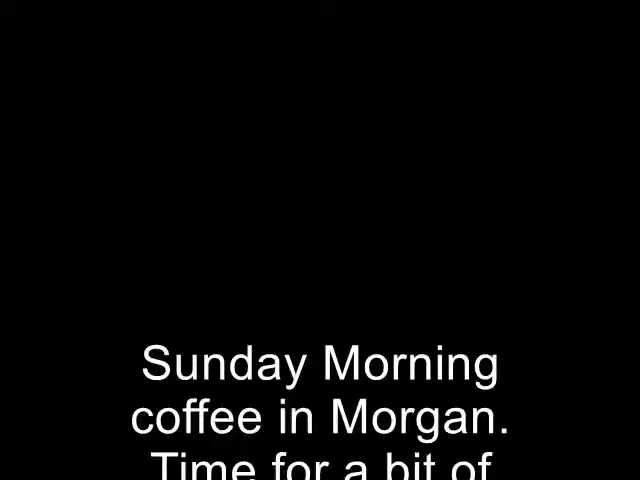 Sunday Morning
coffee in Morgan.
Time for a bit of